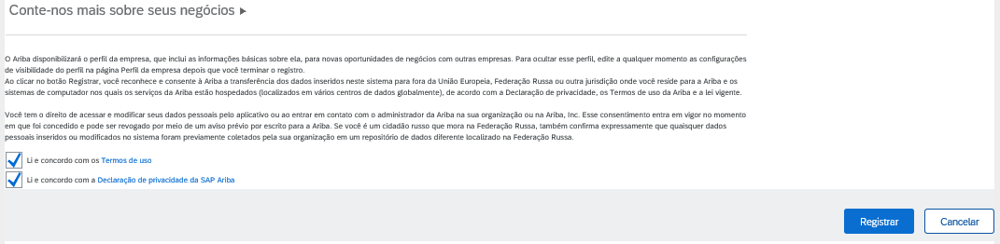 Conte-nos mais sobre seus negócios
O Ariba disponibilizará o perfil da empresa, que inclui as informações básicas sobre ela, para novas oportunidades de negócios com outras empresas. Para ocultar esse perfil, edite a qualquer momento as configurações
de visibilidade do perfil na página Perfil da empresa depois que você terminar o registro.
Ao clicar no botão Registrar, você reconhece e consente à Ariba a transferência dos dados inseridos neste sistema para fora da União Europeia, Federação Russa ou outra jurisdição onde você reside para a Ariba e os
sistemas de computador nos quais os serviços da Ariba estão hospedados (localizados em vários centros de dados globalmente), de acordo com a Declaração de privacidade, os Termos de uso da Ariba e a lei vigente.
Você tem o direito de acessar e modificar seus dados pessoais pelo aplicativo ou ao entrar em contato com o administrador da Ariba na sua organização ou na Ariba, Inc. Esse consentimento entra em vigor no momento
em que foi concedido e pode ser revogado por meio de um aviso prévio por escrito para a Ariba. Se você é um cidadão russo que mora na Federação Russa, também confirma expressamente que quaisquer dados
pessoais inseridos ou modificados no sistema foram previamente coletados pela sua organização em um repositório de dados diferente localizado na Federação Russa.
Li e concordo com os Termos de uso
Li e concordo com a Declaração de privacidade da SAP Ariba
Registrar Cancelar